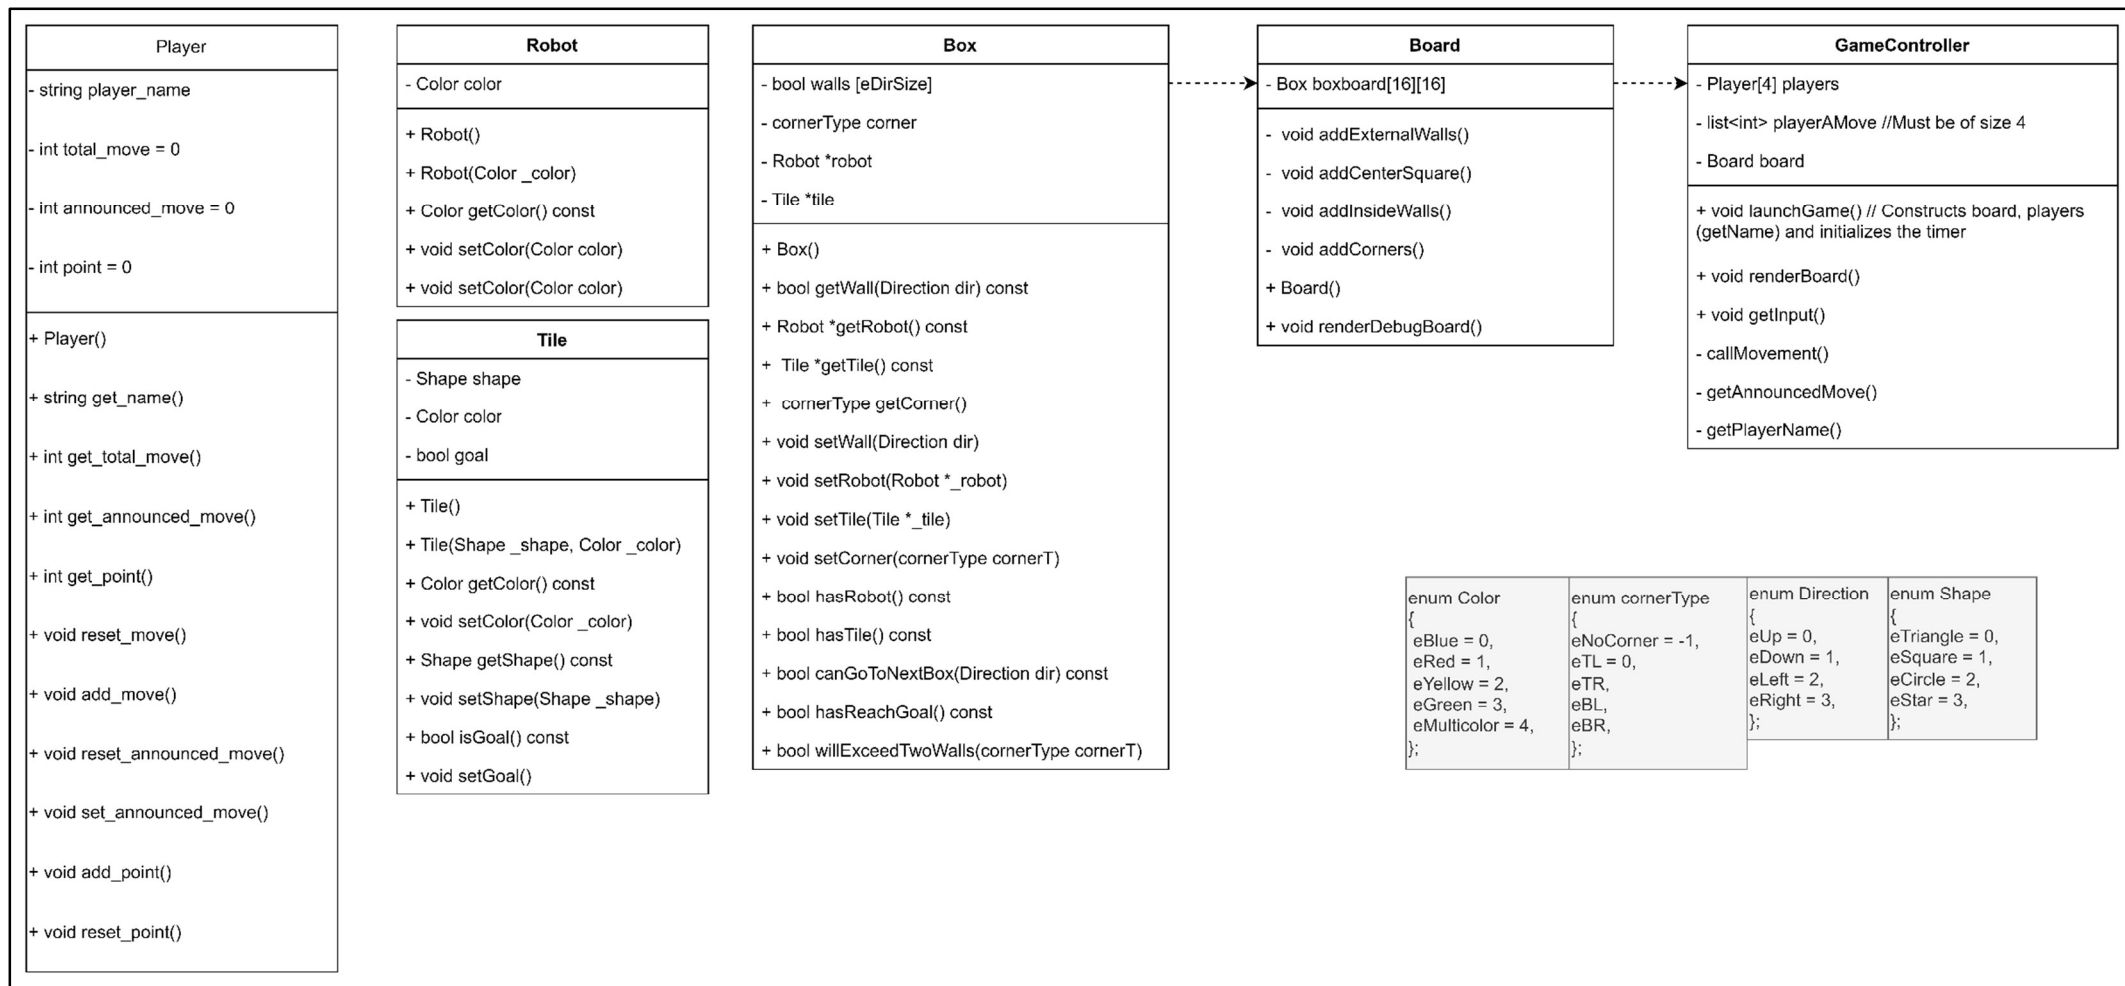 Player
- string player_name
- int total_move = 0
- int announced_move = 0
- int point = 0
+ Player()
+ string get_name()
+ int get_total_move()
+ int get_announced_move()
+ int get_point()
+ void reset_move()
+ void add_move()
+ void reset_announced_move()
+ void set_announced_move()
+ void add_point()
+ void reset_point()
Robot
- Color color
+ Robot()
+ Robot(Color _color)
+ Color getColor() const
+ void setColor(Color color)
+ void setColor(Color color)
Tile
- Shape shape
- Color color
- bool goal
+ Tile()
+ Tile(Shape _shape, Color _color)
+ Color getColor() const
+ void setColor(Color _color)
+ Shape getShape() const
+ void setShape(Shape _shape)
+ bool isGoal() const
+ void setGoal()
Box
- bool walls [eDirSize]
- cornerType corner
- Robot *robot
- Tile *tile
+ Box()
+ bool getWall(Direction dir) const
+ Robot *getRobot() const
+ Tile *getTile() const
+ cornerType getCorner()
+ void setWall(Direction dir)
+ void setRobot(Robot *_robot)
+ void setTile(Tile *_tile)
+ void setCorner(cornerType cornerT)
+ bool hasRobot() const
+ bool hasTile() const
+ bool canGoToNextBox(Direction dir) const
+ bool hasReachGoal() const
+ bool willExceedTwoWalls(cornerType cornerT)
Board
- Box boxboard[16][16]
- void addExternalWalls()
- void addCenterSquare()
- void addInsideWalls()
- void addCorners()
+ Board()
+ void renderDebugBoard()
GameController
- Player[4] players
- list<int> playerAMove //Must be of size 4
- Board board
+ void launchGame() // Constructs board, players
(getName) and initializes the timer
+ void renderBoard()
+ void getInput()
- callMovement()
- getAnnouncedMove()
- getPlayerName()
enum Color
{
eBlue = 0,
eRed = 1,
eYellow = 2,
eGreen = 3,
eMulticolor = 4,
};
enum cornerType
{
eNoCorner = -1,
eTL = 0,
eTR,
eBL,
eBR,
};
enum Direction
{
eUp = 0,
eDown = 1,
eLeft = 2,
eRight = 3,
};
enum Shape
{
eTriangle = 0,
eSquare = 1,
eCircle = 2,
eStar = 3,
};